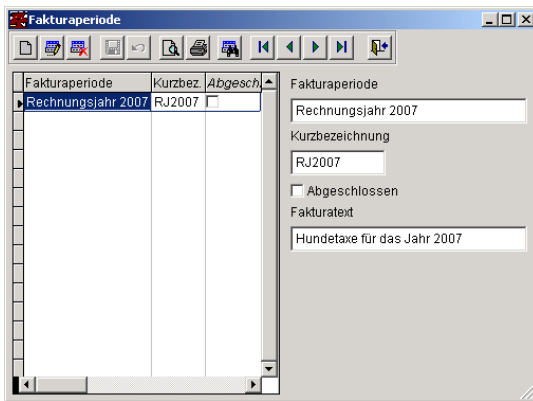 Fakturaperiode
Fakturaperiode Kurzbez. Abgesch.
Rechnungsjahr 2007 RJ2007
Fakturaperiode
Rechnungsjahr 2007
Kurzbezeichnung
RJ2007
Abgeschlossen
Fakturatext
Hundetaxe für das Jahr 2007